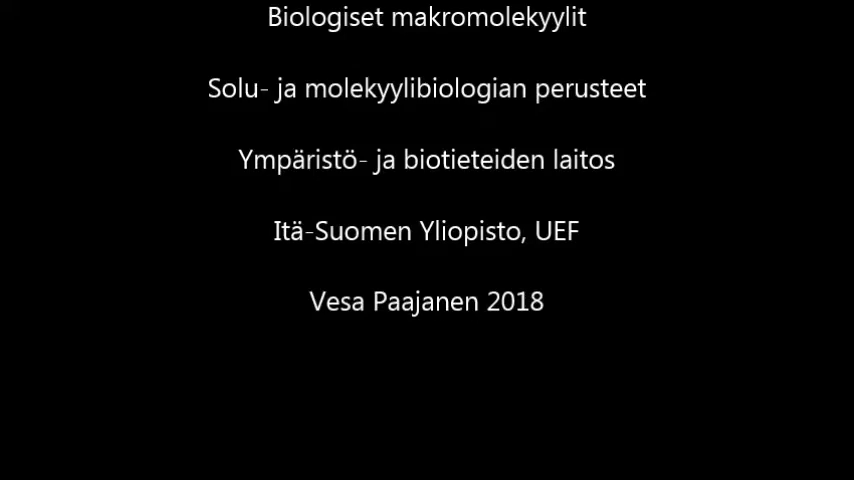 Biologiset makromolekyylit
Solu- ja molekyylibiologian perusteet
Ympäristö- ja biotieteiden laitos
Itä-Suomen Yliopisto, UEF
Vesa Paajanen 2018